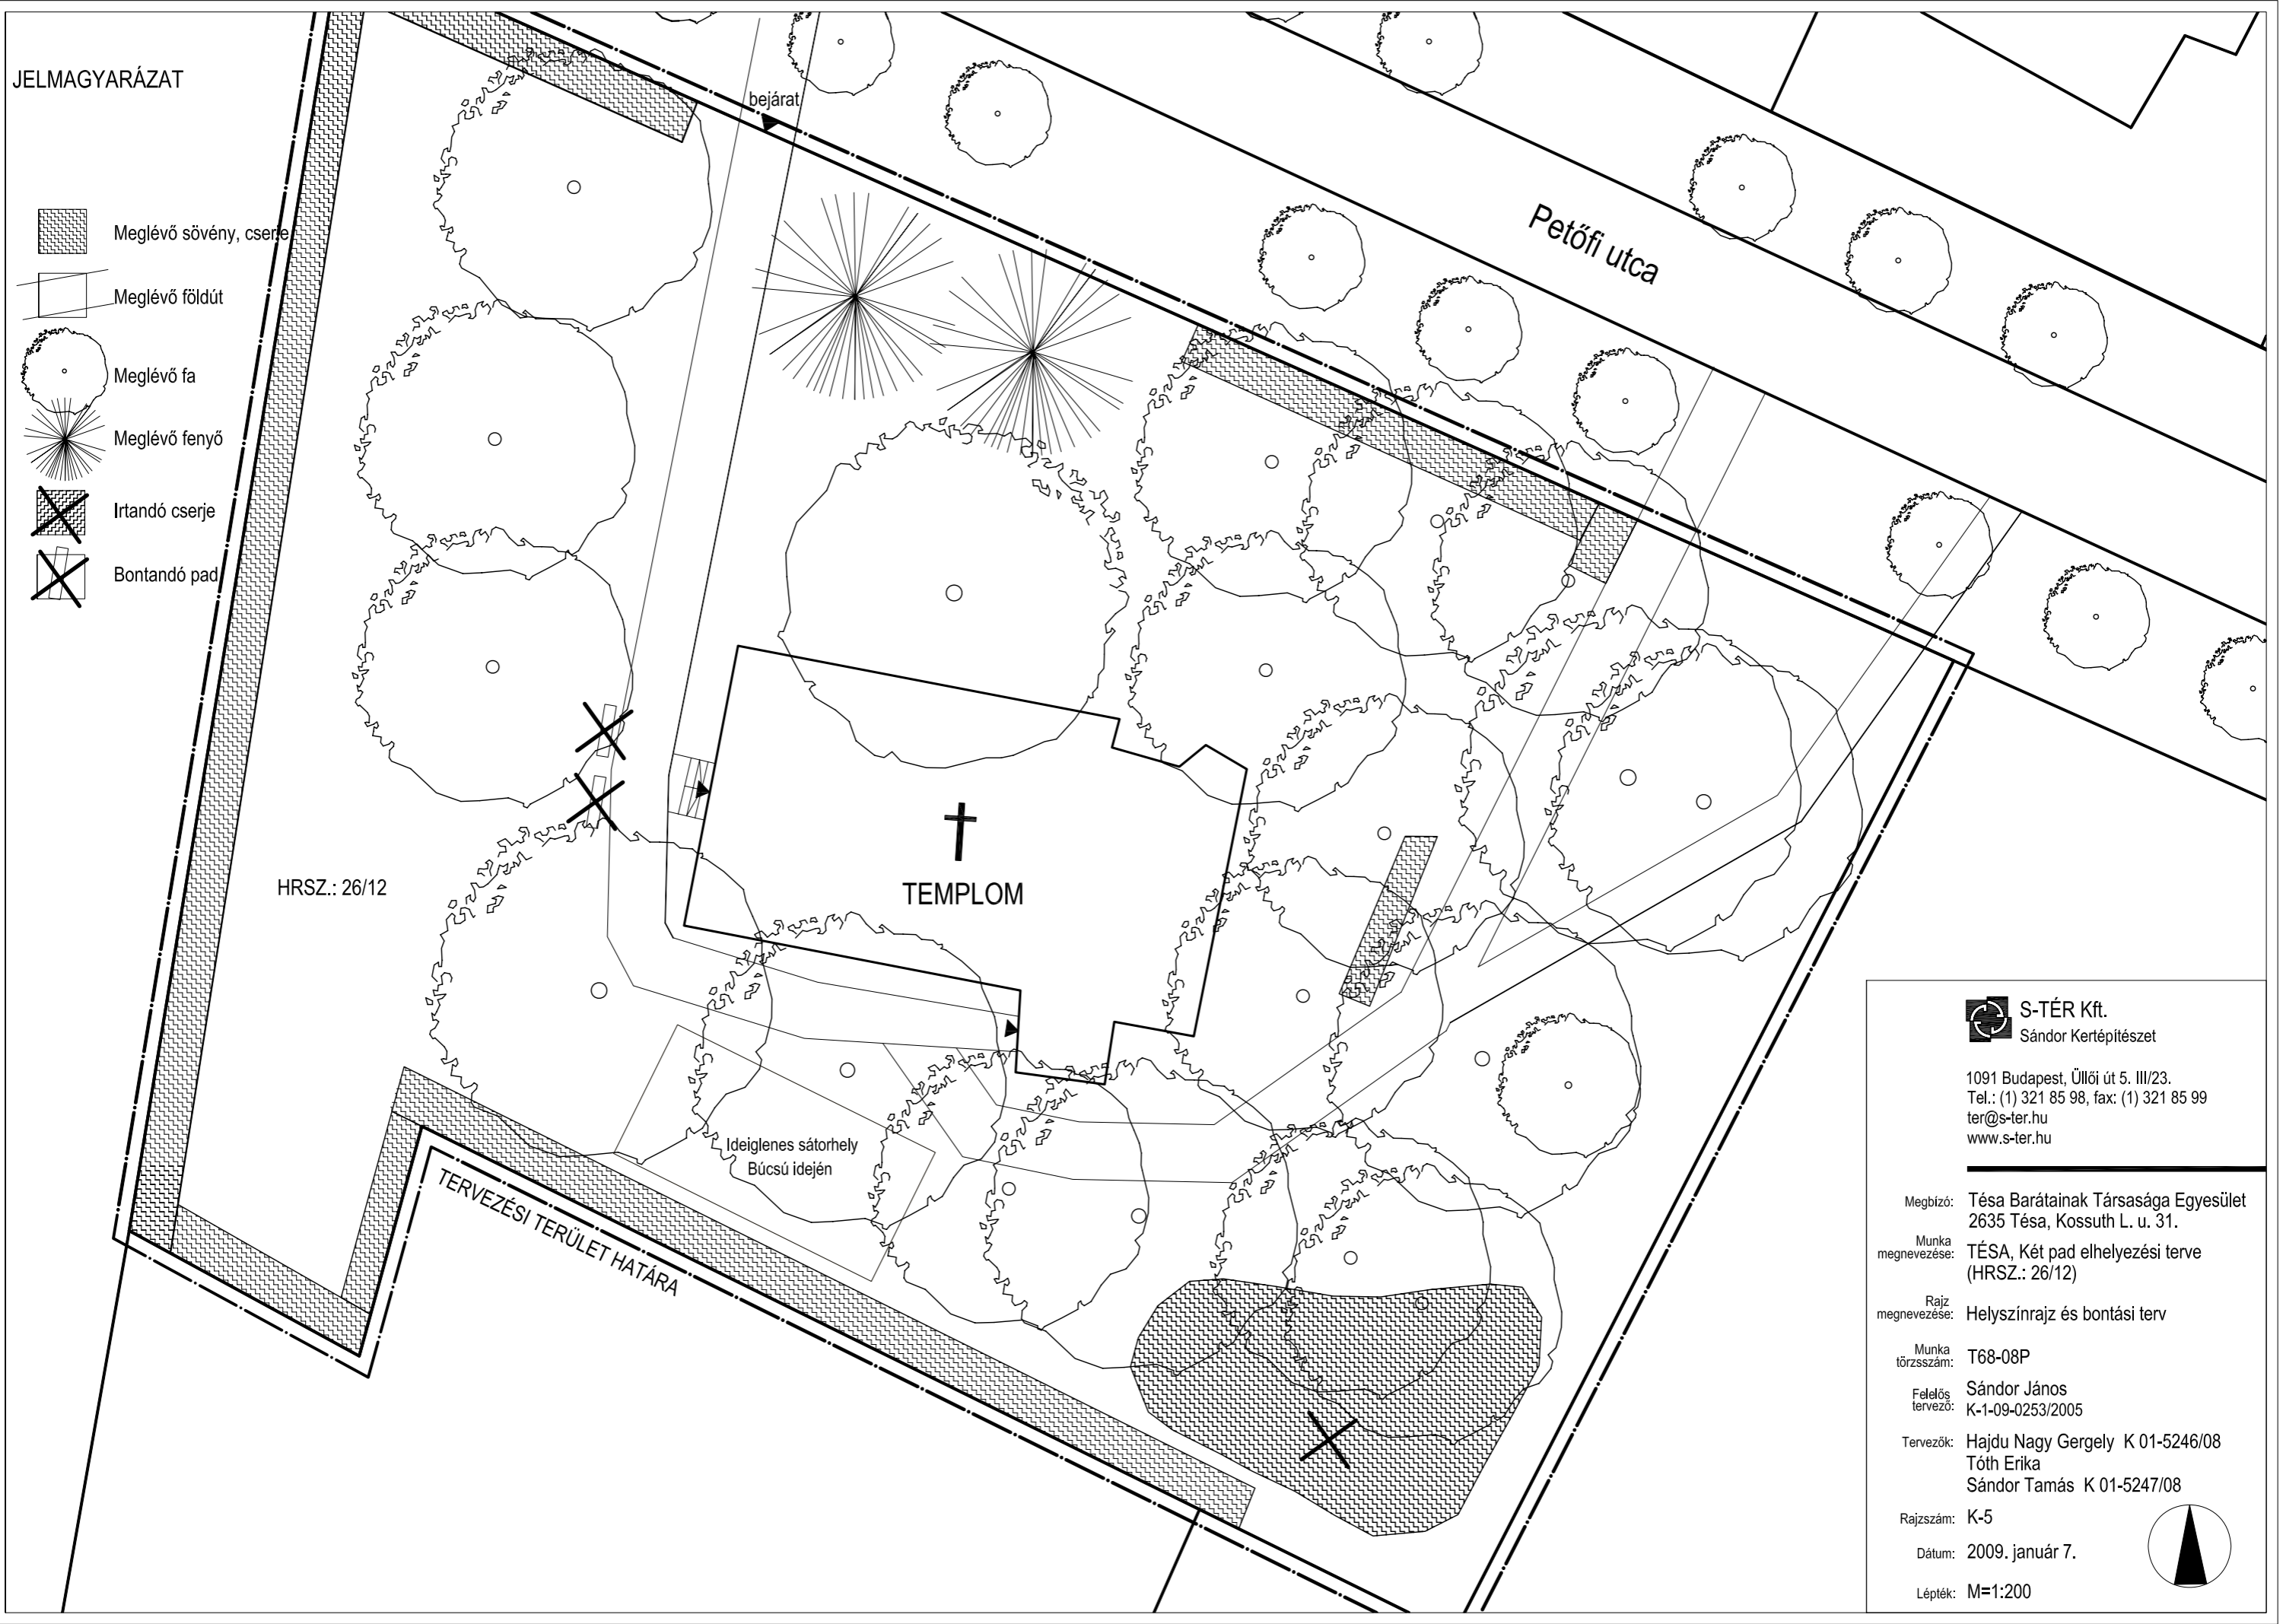 JELMAGYARÁZAT
Meglévő sövény, cserje
Meglévő földút
Meglévő fa
Meglévő fenyő
Irtandó cserje
Bontandó pad
bejárat
Petőfi utca
HRSZ.: 26/12
TEMPLOM
Ideiglenes sátorhely
Búcsú idején
TERVEZÉSI TERÜLET HATÁRA
S-TÉR Kft.
Sándor Kertépítészet
1091 Budapest, Üllői út 5. III/23.
Tel.: (1) 321 85 98, fax: (1) 321 85 99
ter@s-ter.hu
www.s-ter.hu
Megbízó: Tésa Barátainak Társasága Egyesület
2635 Tésa, Kossuth L. u. 31.
Munka megnevezése: TÉSA, Két pad elhelyezési terve
(HRSZ.: 26/12)
Rajz megnevezése: Helyszínrajz és bontási terv
Munka törzsszám: T68-08P
Felelős tervező: Sándor János
K-1-09-0253/2005
Tervezők: Hajdu Nagy Gergely K 01-5246/08
Tóth Erika
Sándor Tamás K 01-5247/08
Rajzszám: K-5
Dátum: 2009. január 7.
Lépték: M=1:200